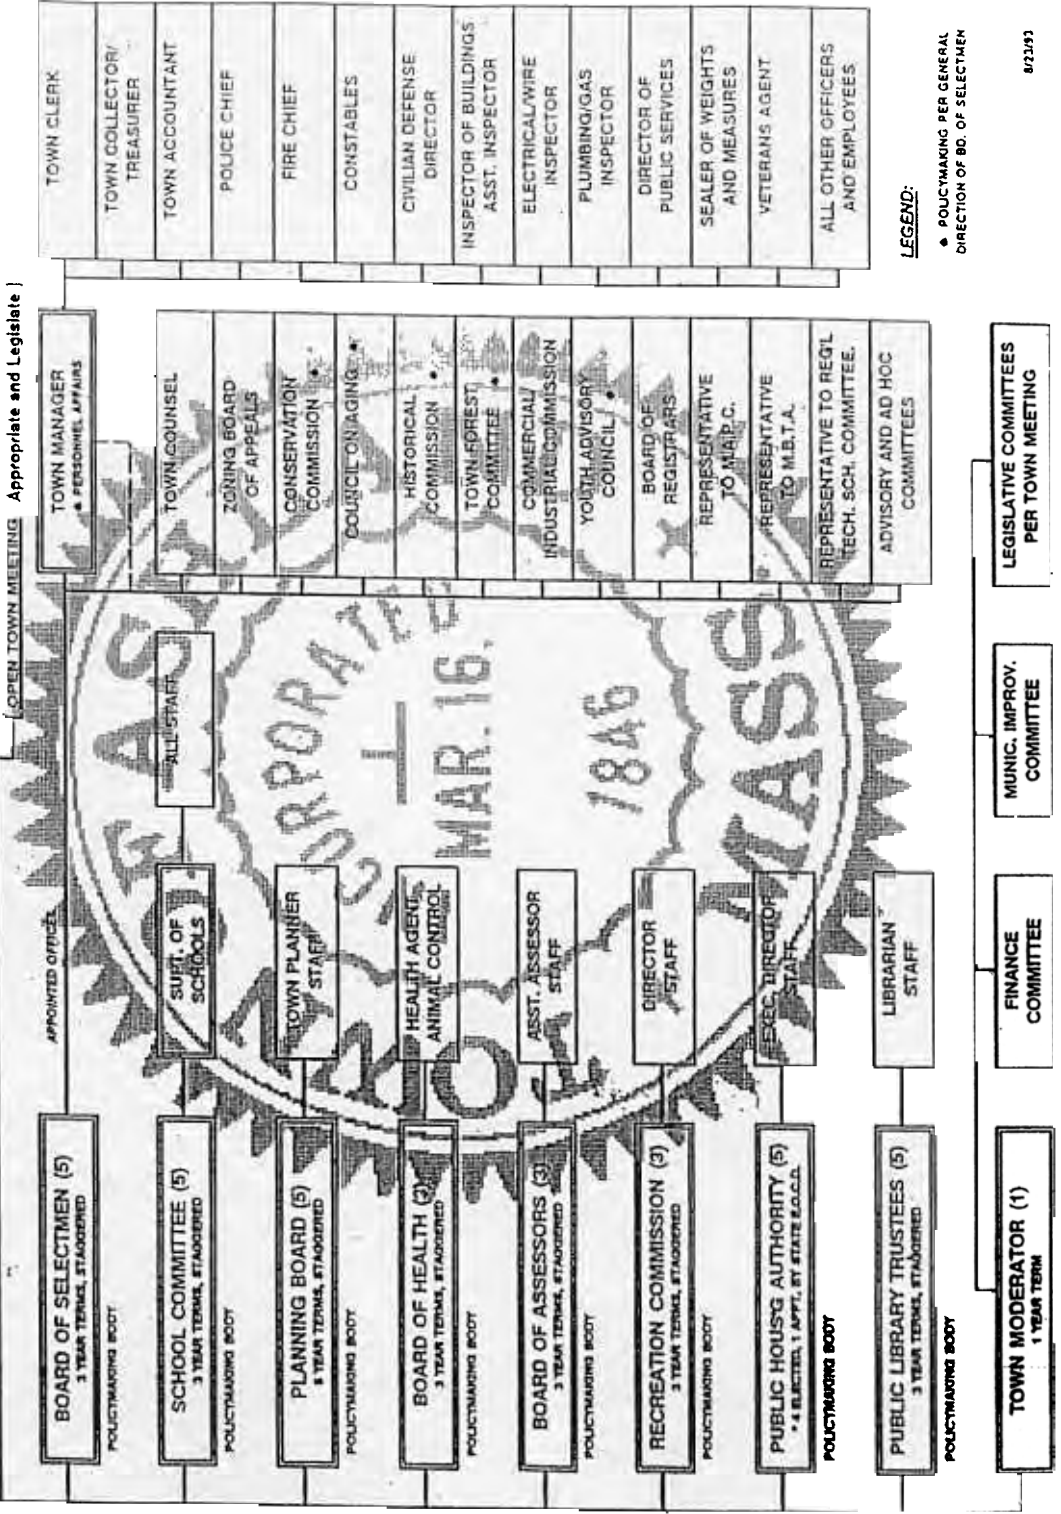 [OPEN TOWN MEETING Appropriate and Legislate ]
APPOINTED OFFICES
BOARD OF SELECTMEN (5)
3 YEAR TERMS, STAGGERED
POLICYMAKING BODY
SCHOOL COMMITTEE (5)
3 YEAR TERMS, STAGGERED
POLICYMAKING BODY
PLANNING BOARD (5)
5 YEAR TERMS, STAGGERED
POLICYMAKING BODY
BOARD OF HEALTH (3)
3 YEAR TERMS, STAGGERED
POLICYMAKING BODY
BOARD OF ASSESSORS (3)
3 YEAR TERMS, STAGGERED
POLICYMAKING BODY
RECREATION COMMISSION (3)
3 YEAR TERMS, STAGGERED
POLICYMAKING BODY
PUBLIC HOUS'G AUTHORITY (5)
* 4 ELECTED, 1 APPT. BY STATE E.O.C.D.
POLICYMAKING BODY
PUBLIC LIBRARY TRUSTEES (5)
3 YEAR TERMS, STAGGERED
POLICYMAKING BODY
TOWN MODERATOR (1)
1 YEAR TERM
SUPT. OF
SCHOOLS
ALL STAFF
TOWN PLANNER
STAFF
HEALTH AGENT
ANIMAL CONTROL
ASST. ASSESSOR
STAFF
DIRECTOR
STAFF
EXEC. DIRECTOR
STAFF
LIBRARIAN
STAFF
FINANCE
COMMITTEE
MUNIC. IMPROV.
COMMITTEE
LEGISLATIVE COMMITTEES
PER TOWN MEETING
TOWN MANAGER
• PERSONNEL AFFAIRS
TOWN COUNSEL
ZONING BOARD
OF APPEALS
CONSERVATION
COMMISSION •
COUNCIL ON AGING •
HISTORICAL
COMMISSION •
TOWN FOREST
COMMITTEE •
COMMERCIAL/
INDUSTRIAL COMMISSION
YOUTH ADVISORY
COUNCIL •
BOARD OF
REGISTRARS
REPRESENTATIVE
TO M.A.P.C.
REPRESENTATIVE
TO M.B.T.A.
REPRESENTATIVE TO REG'L
TECH. SCH. COMMITTEE.
ADVISORY AND AD HOC
COMMITTEES
TOWN CLERK
TOWN COLLECTOR/
TREASURER
TOWN ACCOUNTANT
POLICE CHIEF
FIRE CHIEF
CONSTABLES
CIVILIAN DEFENSE
DIRECTOR
INSPECTOR OF BUILDINGS
ASST. INSPECTOR
ELECTRICAL/WIRE
INSPECTOR
PLUMBING/GAS
INSPECTOR
DIRECTOR OF
PUBLIC SERVICES
SEALER OF WEIGHTS
AND MEASURES
VETERANS AGENT
ALL OTHER OFFICERS
AND EMPLOYES
LEGEND:
• POLICYMAKING PER GENERAL
DIRECTION OF BD. OF SELECTMEN
8/23/93
MAR. 16,
1846
MASS